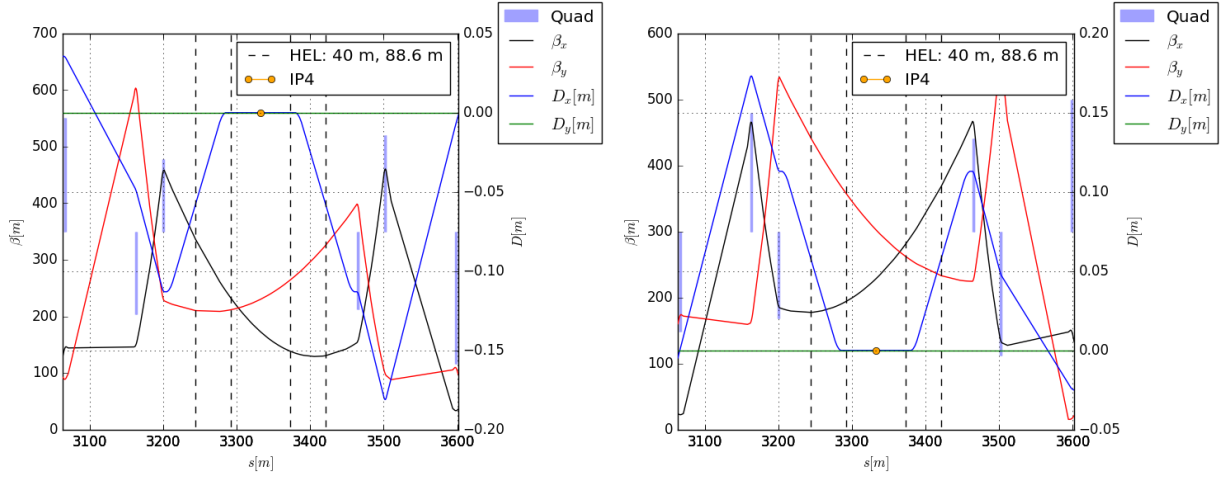 700
600
500
400
300
200
100
0
β[m]
3100 3200 3300 3400 3500 3600
s[m]
0.05
0.00
−0.05
−0.10
−0.15
−0.20
D[m]
HEL: 40 m, 88.6 m
IP4
Quad
βx
βy
Dx[m]
Dy[m]
600
500
400
300
200
100
0
β[m]
3100 3200 3300 3400 3500 3600
s[m]
0.20
0.15
0.10
0.05
0.00
−0.05
D[m]
HEL: 40 m, 88.6 m
IP4
Quad
βx
βy
Dx[m]
Dy[m]